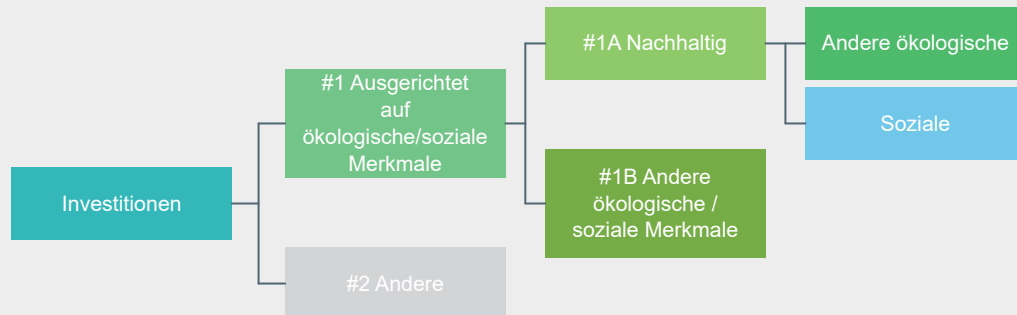 Investitionen
#1 Ausgerichtet
auf
ökologische/soziale
Merkmale
#2 Andere
#1A Nachhaltig
#1B Andere
ökologische /
soziale Merkmale
Andere ökologische
Soziale